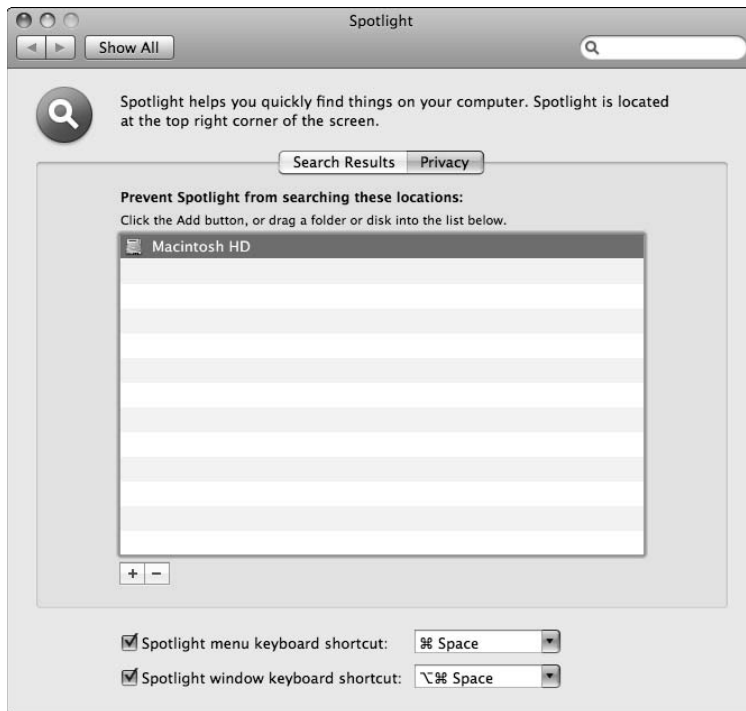 Spotlight
Show All
Spotlight helps you quickly find things on your computer. Spotlight is located
at the top right corner of the screen.
Search Results Privacy
Prevent Spotlight from searching these locations:
Click the Add button, or drag a folder or disk into the list below.
Macintosh HD
+ −
Spotlight menu keyboard shortcut: ⌘ Space
Spotlight window keyboard shortcut: ⌥⌘ Space